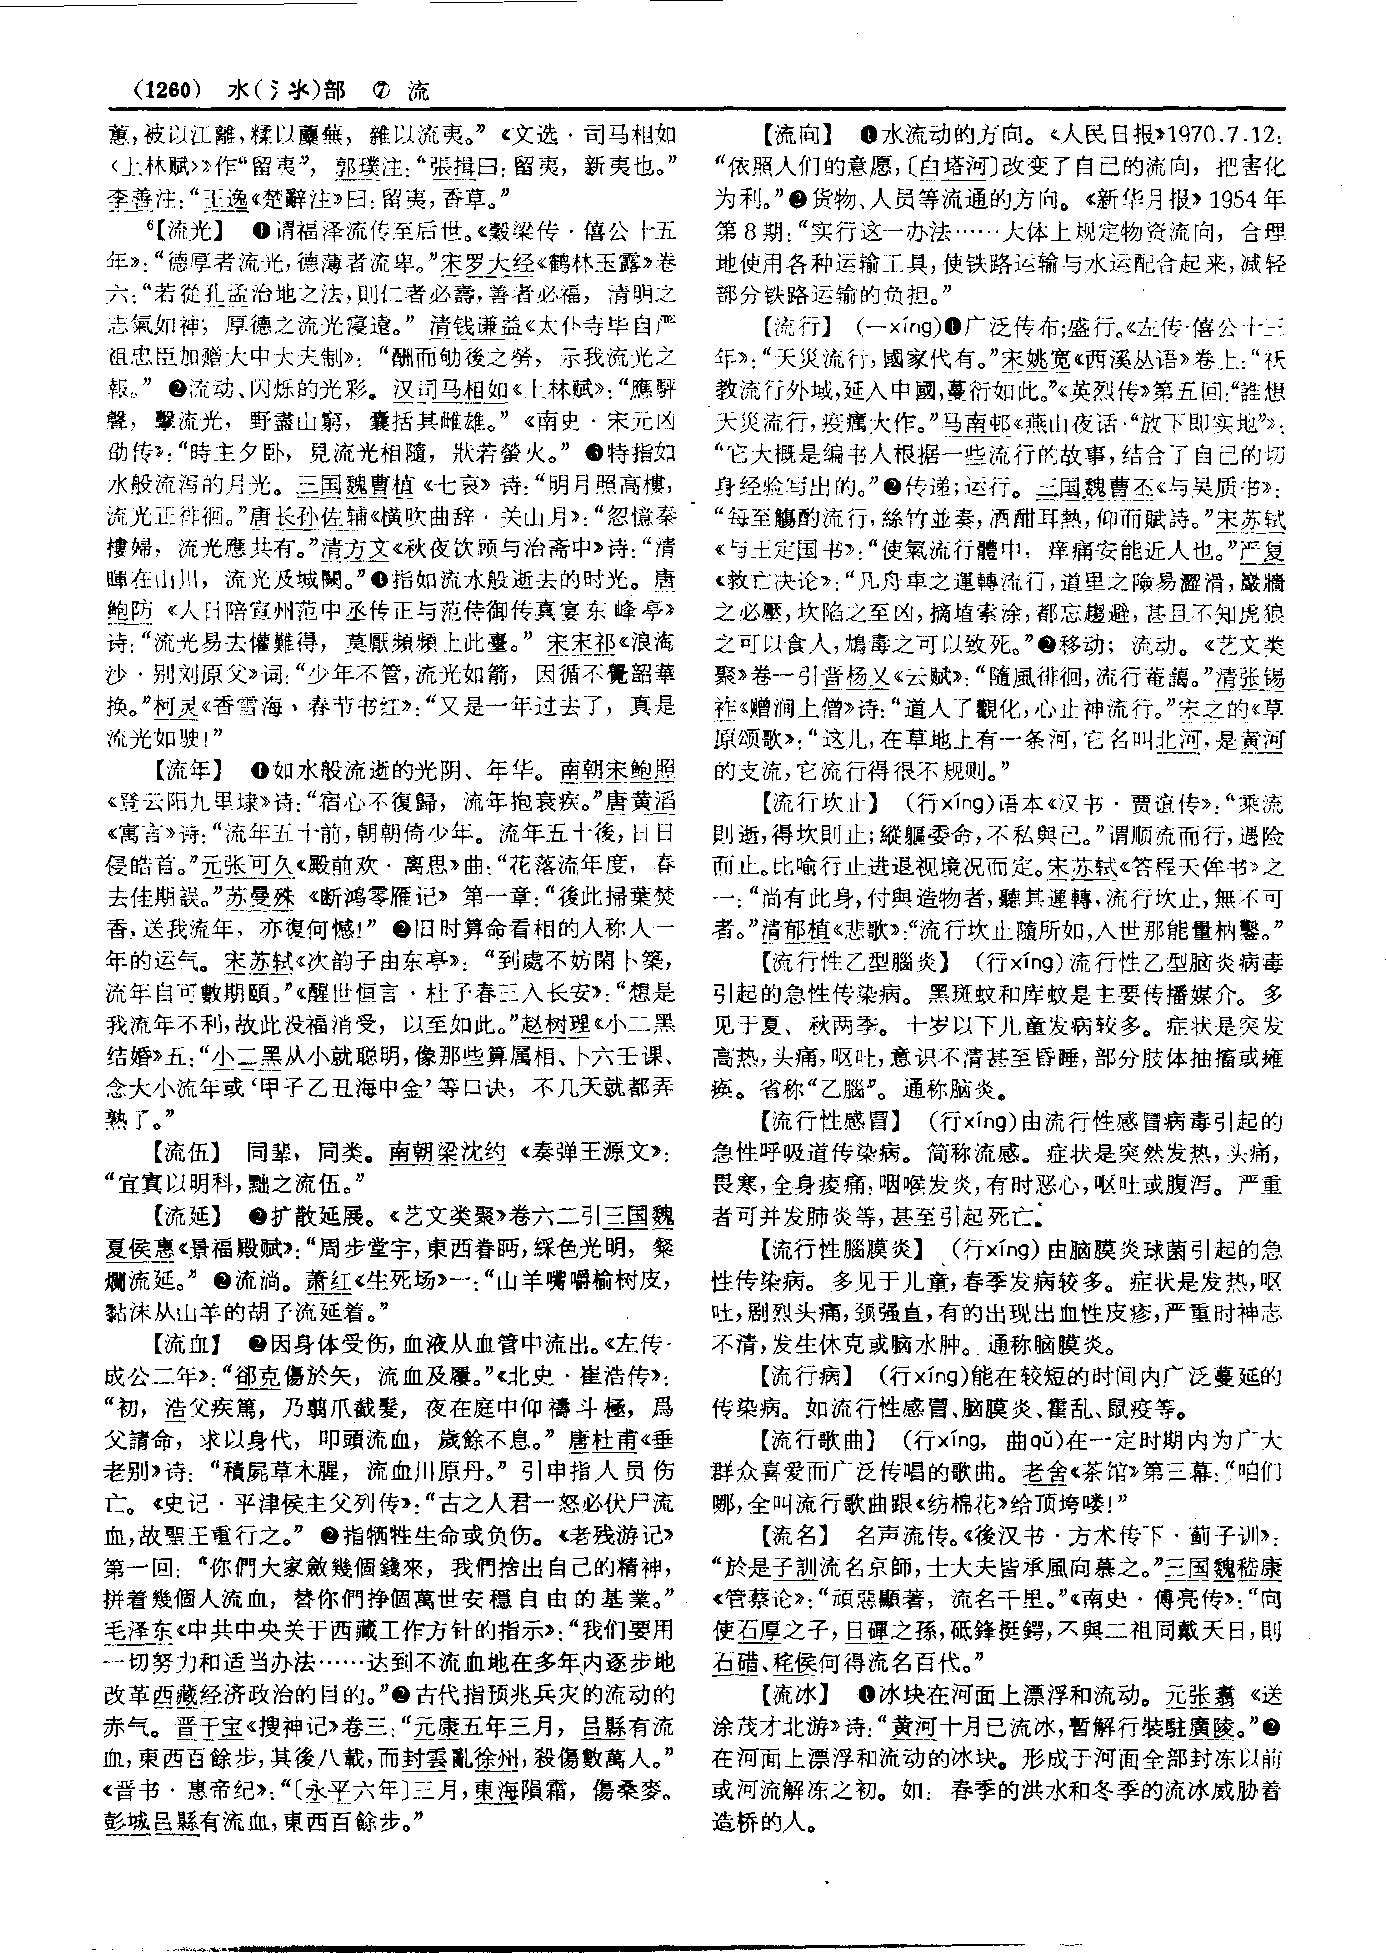 (1260) 水(氵氺)部 ⑦ 流
蕙,被以江離,糅以蘪蕪,雜以流夷。”《文选·司马相如
〈上林赋〉》作“留夷”,郭璞注:“張揖曰:留夷,新夷也。”
李善注:“王逸《楚辭注》曰:留夷,香草。”
6【流光】 ❶谓福泽流传至后世。《穀梁传·僖公十五
年》:“德厚者流光,德薄者流卑。”宋罗大经《鹤林玉露》卷
六:“若從孔孟治地之法,則仁者必壽,善者必福,清明之
志氣如神,厚德之流光寖遠。”清钱谦益《太仆寺毕自严
祖忠臣加赠大中大夫制》:“酬而劬後之勞,示我流光之
報。”❷流动、闪烁的光彩。汉司马相如《上林赋》:“應駍
聲,擊流光,野盡山窮,囊括其雌雄。”《南史·宋元凶
劭传》:“時主夕卧,見流光相隨,狀若螢火。”❸特指如
水般流泻的月光。三国魏曹植《七哀》诗:“明月照高樓,
流光正徘徊。”唐长孙佐辅《横吹曲辞·关山月》:“忽憶秦
樓婦,流光應共有。”清方文《秋夜饮顾与治斋中》诗:“清
暉在山川,流光及城闕。”❹指如流水般逝去的时光。唐
鲍防《人日陪宣州范中丞传正与范侍御传真宴东峰亭》
诗:“流光易去懽難得,莫厭頻頻上此臺。”宋宋祁《浪淘
沙·别刘原父》词:“少年不管,流光如箭,因循不覺韶華
换。”柯灵《香雪海、春节书红》:“又是一年过去了,真是
流光如驶!”
【流年】 ❶如水般流逝的光阴、年华。南朝宋鲍照
《登云阳九里埭》诗:“宿心不復歸,流年抱衰疾。”唐黄滔
《寓言》诗:“流年五十前,朝朝倚少年。流年五十後,日日
侵皓首。”元张可久《殿前欢·离思》曲:“花落流年度,春
去佳期誤。”苏曼殊《断鸿零雁记》第一章:“後此掃葉焚
香,送我流年,亦復何憾!”❷旧时算命看相的人称人一
年的运气。宋苏轼《次韵子由东亭》:“到處不妨閑卜築,
流年自可數期頤。”《醒世恒言·杜子春三入长安》:“想是
我流年不利,故此没福消受,以至如此。”赵树理《小二黑
结婚》五:“小二黑从小就聪明,像那些算属相、卜六壬课、
念大小流年或‘甲子乙丑海中金’等口诀,不几天就都弄
熟了。”
【流伍】 同辈,同类。南朝梁沈约《奏弹王源文》:
“宜寘以明科,黜之流伍。”
【流延】 ❷扩散延展。《艺文类聚》卷六二引三国魏
夏侯惠《景福殿赋》:“周步堂宇,東西眷眄,綵色光明,粲
爛流延。”❷流淌。萧红《生死场》一:“山羊嘴嚼榆树皮,
黏沫从山羊的胡子流延着。”
【流血】 ❷因身体受伤,血液从血管中流出。《左传·
成公二年》:“郤克傷於矢,流血及屨。”《北史·崔浩传》:
“初,浩父疾篤,乃翦爪截髮,夜在庭中仰禱斗極,爲
父請命,求以身代,叩頭流血,歲餘不息。”唐杜甫《垂
老别》诗:“積屍草木腥,流血川原丹。”引申指人员伤
亡。《史记·平津侯主父列传》:“古之人君一怒必伏尸流
血,故聖王重行之。”❷指牺牲生命或负伤。《老残游记》
第一回:“你們大家斂幾個錢來,我們捨出自己的精神,
拼着幾個人流血,替你們挣個萬世安穩自由的基業。”
毛泽东《中共中央关于西藏工作方针的指示》:“我们要用
一切努力和适当办法……达到不流血地在多年内逐步地
改革西藏经济政治的目的。”❷古代指预兆兵灾的流动的
赤气。晋干宝《搜神记》卷三:“元康五年三月,吕縣有流
血,東西百餘步,其後八載,而封雲亂徐州,殺傷數萬人。”
《晋书·惠帝纪》:“〔永平六年〕三月,東海隕霜,傷桑麥。
彭城吕縣有流血,東西百餘步。”
【流向】 ❶水流动的方向。《人民日报》1970.7.12:
“依照人们的意愿,〔白塔河〕改变了自己的流向,把害化
为利。”❷货物、人员等流通的方向。《新华月报》1954年
第8期:“实行这一办法……大体上规定物资流向,合理
地使用各种运输工具,使铁路运输与水运配合起来,减轻
部分铁路运输的负担。”
【流行】 (—xíng)❶广泛传布;盛行。《左传·僖公十三
年》:“天災流行,國家代有。”宋姚宽《西溪丛语》卷上:“祆
教流行外域,延入中國,蔓衍如此。”《英烈传》第五回:“誰想
天災流行,疫癘大作。”马南邨《燕山夜话·“放下即实地”》:
“它大概是编书人根据一些流行的故事,结合了自己的切
身经验写出的。”❷传递;运行。三国魏曹丕《与吴质书》:
“每至觴酌流行,絲竹並奏,酒酣耳熱,仰而賦詩。”宋苏轼
《与王定国书》:“使氣流行體中,痒痛安能近人也。”严复
《救亡决论》:“凡舟車之運轉流行,道里之險易澀滑,巖牆
之必壓,坎陷之至凶,擿埴索涂,都忘趨避,甚且不知虎狼
之可以食人,鴆毒之可以致死。”❷移动;流动。《艺文类
聚》卷一引晋杨乂《云赋》:“隨風徘徊,流行菴藹。”清张锡
祚《赠涧上僧》诗:“道人了觀化,心止神流行。”宋之的《草
原颂歌》:“这儿,在草地上有一条河,它名叫北河,是黄河
的支流,它流行得很不规则。”
【流行坎止】 (行xíng)语本《汉书·贾谊传》:“乘流
則逝,得坎則止;縱軀委命,不私與己。”谓顺流而行,遇险
而止。比喻行止进退视境况而定。宋苏轼《答程天侔书》之
一:“尚有此身,付與造物者,聽其運轉,流行坎止,無不可
者。”清郁植《悲歌》:“流行坎止隨所如,入世那能量枘鑿。”
【流行性乙型腦炎】 (行xíng)流行性乙型脑炎病毒
引起的急性传染病。黑斑蚊和库蚊是主要传播媒介。多
见于夏、秋两季。十岁以下儿童发病较多。症状是突发
高热,头痛,呕吐,意识不清甚至昏睡,部分肢体抽搐或瘫
痪。省称“乙腦”。通称脑炎。
【流行性感冒】 (行xíng)由流行性感冒病毒引起的
急性呼吸道传染病。简称流感。症状是突然发热,头痛,
畏寒,全身痠痛,咽喉发炎,有时恶心,呕吐或腹泻。严重
者可并发肺炎等,甚至引起死亡。
【流行性腦膜炎】 (行xíng)由脑膜炎球菌引起的急
性传染病。多见于儿童,春季发病较多。症状是发热,呕
吐,剧烈头痛,颈强直,有的出现出血性皮疹,严重时神志
不清,发生休克或脑水肿。通称脑膜炎。
【流行病】 (行xíng)能在较短的时间内广泛蔓延的
传染病。如流行性感冒、脑膜炎、霍乱、鼠疫等。
【流行歌曲】 (行xíng,曲qǔ)在一定时期内为广大
群众喜爱而广泛传唱的歌曲。老舍《茶馆》第三幕:“咱们
哪,全叫流行歌曲跟《纺棉花》给顶垮喽!”
【流名】 名声流传。《後汉书·方术传下·蓟子训》:
“於是子訓流名京師,士大夫皆承風向慕之。”三国魏嵇康
《管蔡论》:“頑惡顯著,流名千里。”《南史·傅亮传》:“向
使石厚之子,日磾之孫,砥鋒挺鍔,不與二祖同戴天日,則
石碏、秺侯何得流名百代。”
【流冰】 ❶冰块在河面上漂浮和流动。元张翥《送
涂茂才北游》诗:“黄河十月已流冰,暫解行裝駐廣陵。”❷
在河面上漂浮和流动的冰块。形成于河面全部封冻以前
或河流解冻之初。如:春季的洪水和冬季的流冰威胁着
造桥的人。